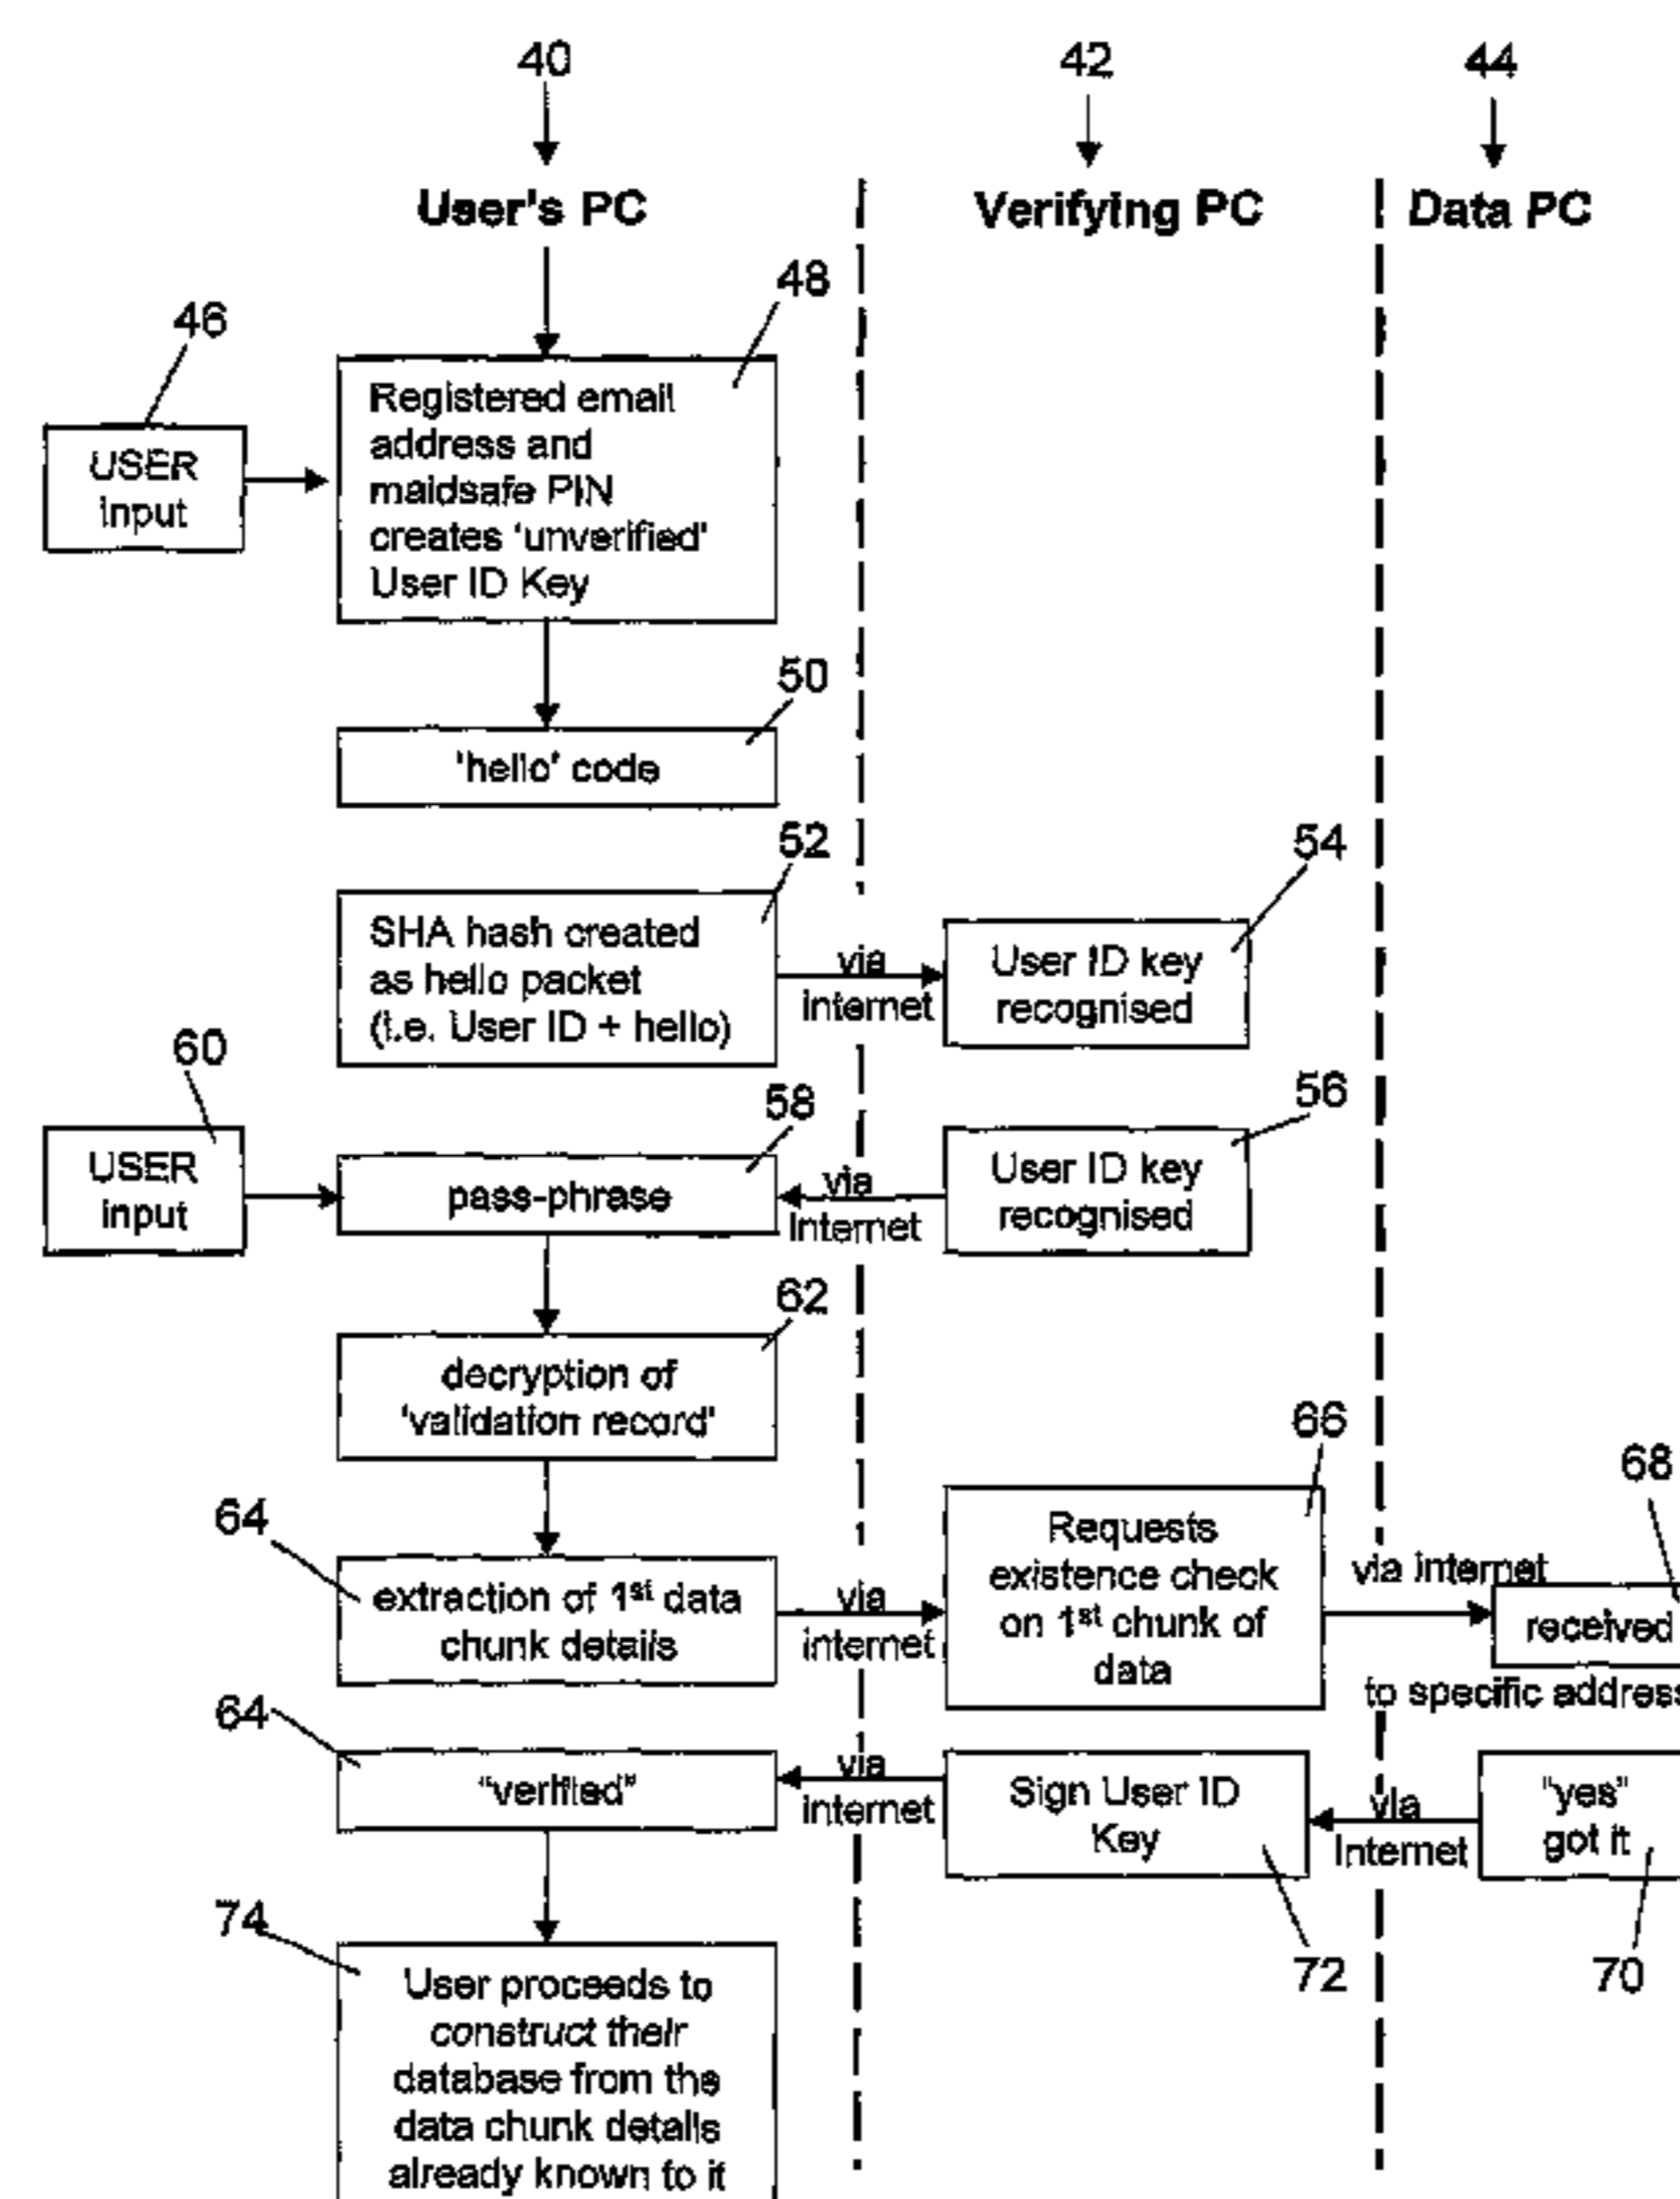 40
42
44
User's PC
Verifying PC
Data PC
48
46
USER
input
Registered email
address and
maidsafe PIN
creates 'unverified'
User ID Key
50
'hello' code
52
54
SHA hash created
as hello packet
(i.e. User ID + hello)
via
internet
User ID key
recognised
60
58
56
USER
input
pass-phrase
via
Internet
User ID key
recognised
62
decryption of
'validation record'
66
68
64
extraction of 1st data
chunk details
via
internet
Requests
existence check
on 1st chunk of
data
via internet
received
to specific address
64
"verified"
via
internet
Sign User ID
Key
via
Internet
"yes"
got it
74
72
70
User proceeds to
construct their
database from the
data chunk details
already known to it